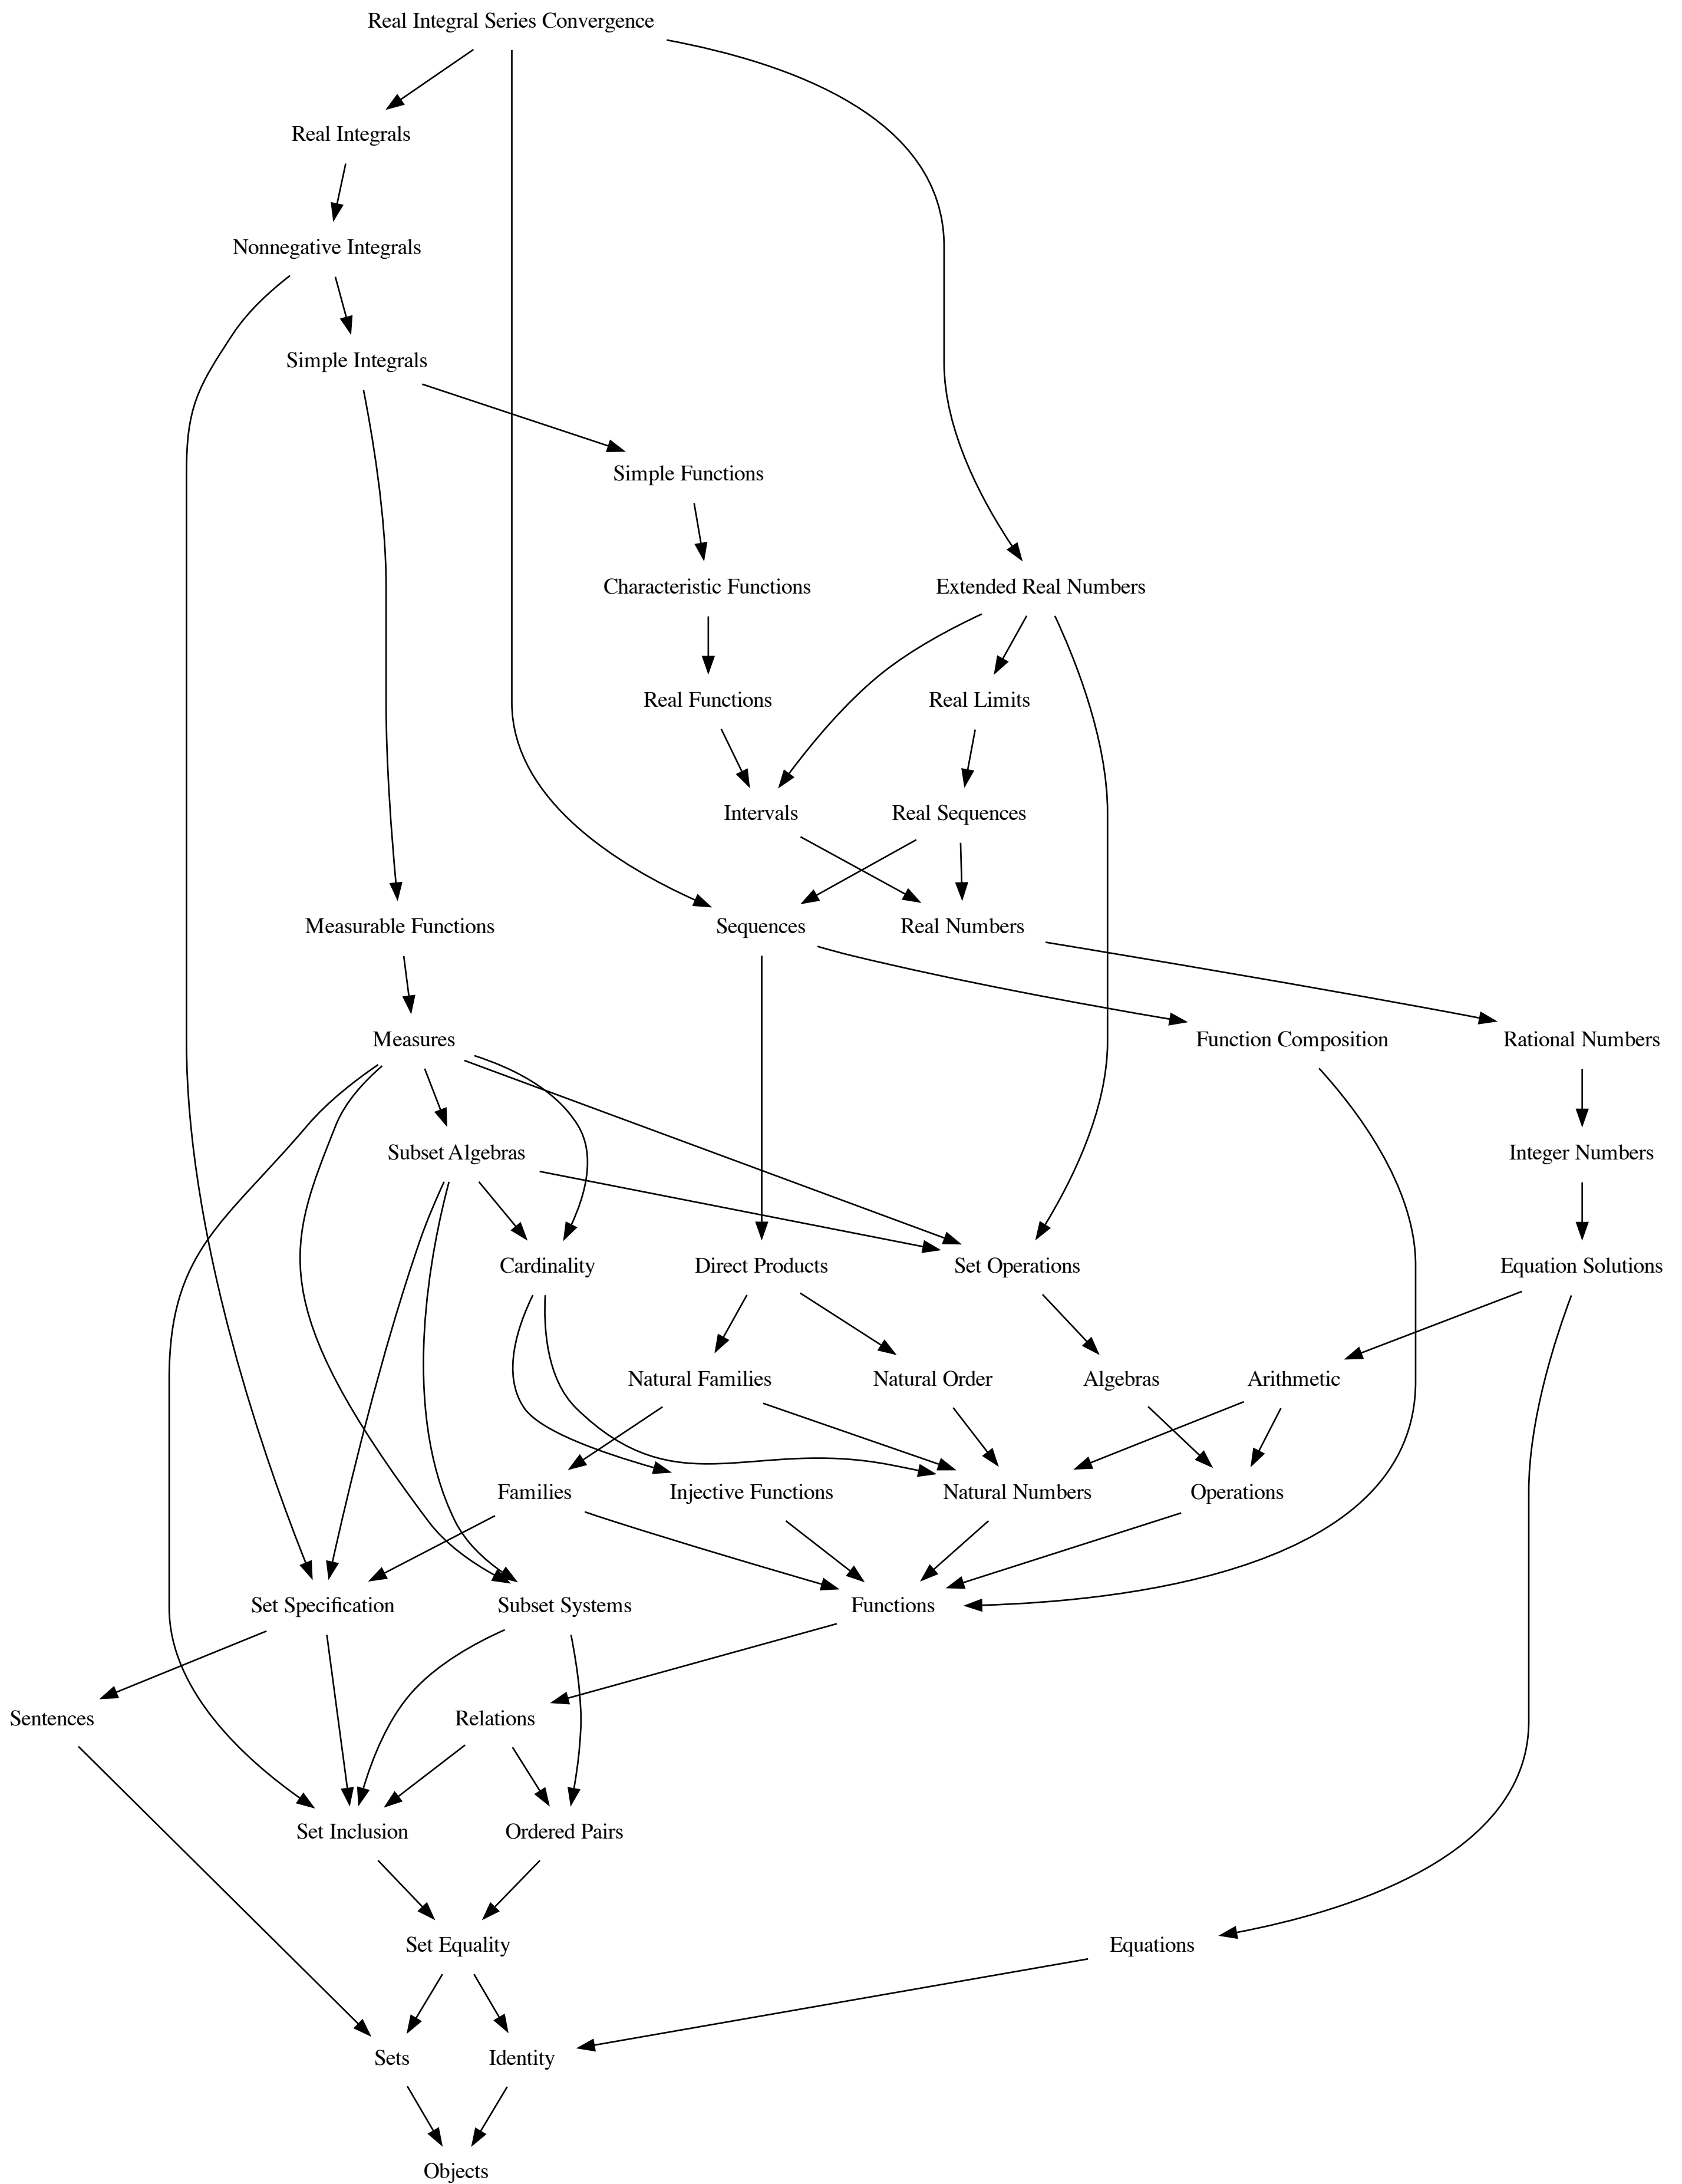 Real Integral Series Convergence
Real Integrals
Nonnegative Integrals
Simple Integrals
Simple Functions
Characteristic Functions
Extended Real Numbers
Real Functions
Real Limits
Intervals
Real Sequences
Measurable Functions
Sequences
Real Numbers
Measures
Function Composition
Rational Numbers
Subset Algebras
Integer Numbers
Cardinality
Direct Products
Set Operations
Equation Solutions
Natural Families
Natural Order
Algebras
Arithmetic
Families
Injective Functions
Natural Numbers
Operations
Set Specification
Subset Systems
Functions
Sentences
Relations
Set Inclusion
Ordered Pairs
Set Equality
Equations
Sets
Identity
Objects